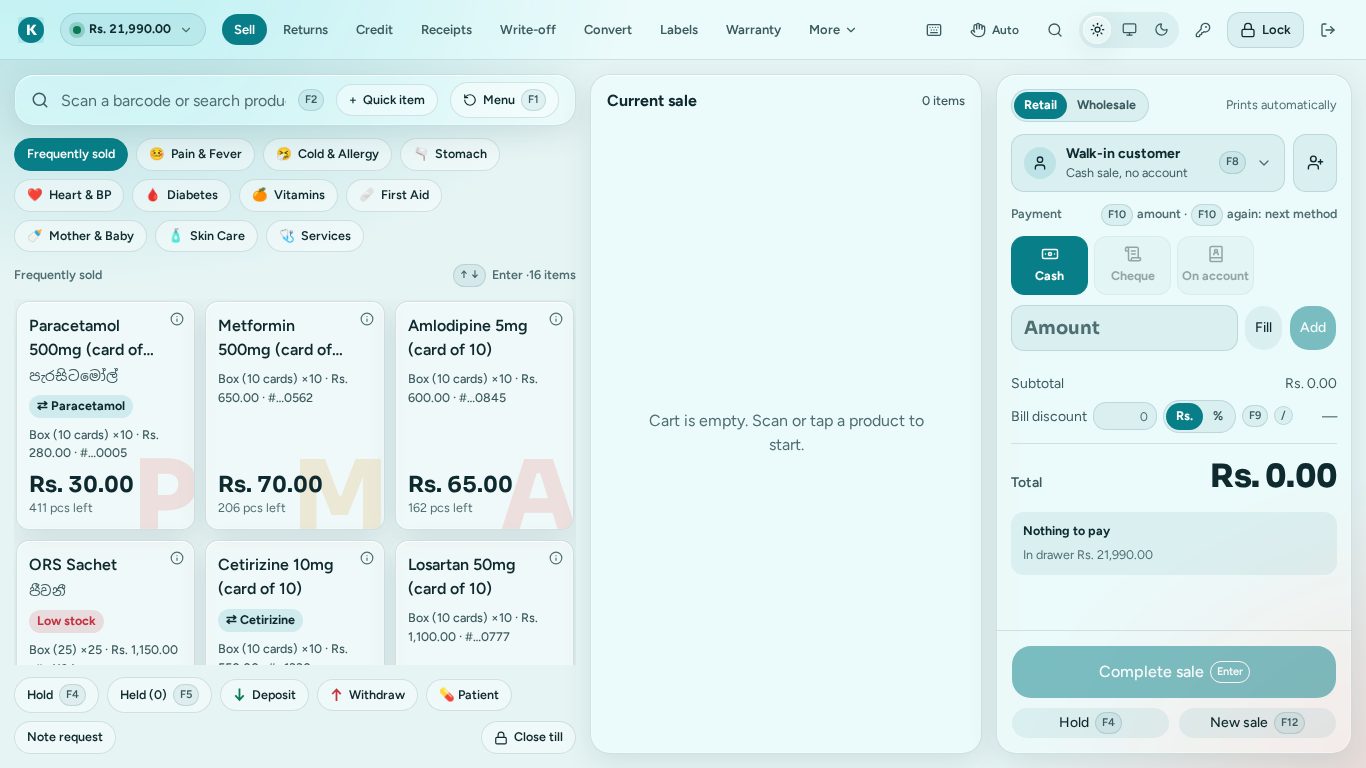 K
Rs. 21,990.00
Sell
Returns
Credit
Receipts
Write-off
Convert
Labels
Warranty
More
Auto
Lock
Scan a barcode or search produ
F2
+ Quick item
Menu F1
Frequently sold
Pain & Fever
Cold & Allergy
Stomach
Heart & BP
Diabetes
Vitamins
First Aid
Mother & Baby
Skin Care
Services
Frequently sold
↑ ↓ Enter ·16 items
Paracetamol
500mg (card of…
පැරසිටමෝල්
⇄ Paracetamol
Box (10 cards) ×10 · Rs.
280.00 · #…0005
Rs. 30.00
411 pcs left
P
Metformin
500mg (card of…
Box (10 cards) ×10 · Rs.
650.00 · #…0562
Rs. 70.00
206 pcs left
M
Amlodipine 5mg
(card of 10)
Box (10 cards) ×10 · Rs.
600.00 · #…0845
Rs. 65.00
162 pcs left
A
ORS Sachet
ජීවනී
Low stock
Box (25) ×25 · Rs. 1,150.00
Cetirizine 10mg
(card of 10)
⇄ Cetirizine
Box (10 cards) ×10 · Rs.
Losartan 50mg
(card of 10)
Box (10 cards) ×10 · Rs.
1,100.00 · #…0777
Hold F4
Held (0) F5
Deposit
Withdraw
Patient
Note request
Close till
Current sale
0 items
Cart is empty. Scan or tap a product to
start.
Retail
Wholesale
Prints automatically
Walk-in customer
Cash sale, no account
F8
Payment
F10 amount · F10 again: next method
Cash
Cheque
On account
Amount
Fill
Add
Subtotal
Rs. 0.00
Bill discount
0
Rs.
%
F9
/
—
Total
Rs. 0.00
Nothing to pay
In drawer Rs. 21,990.00
Complete sale Enter
Hold F4
New sale F12